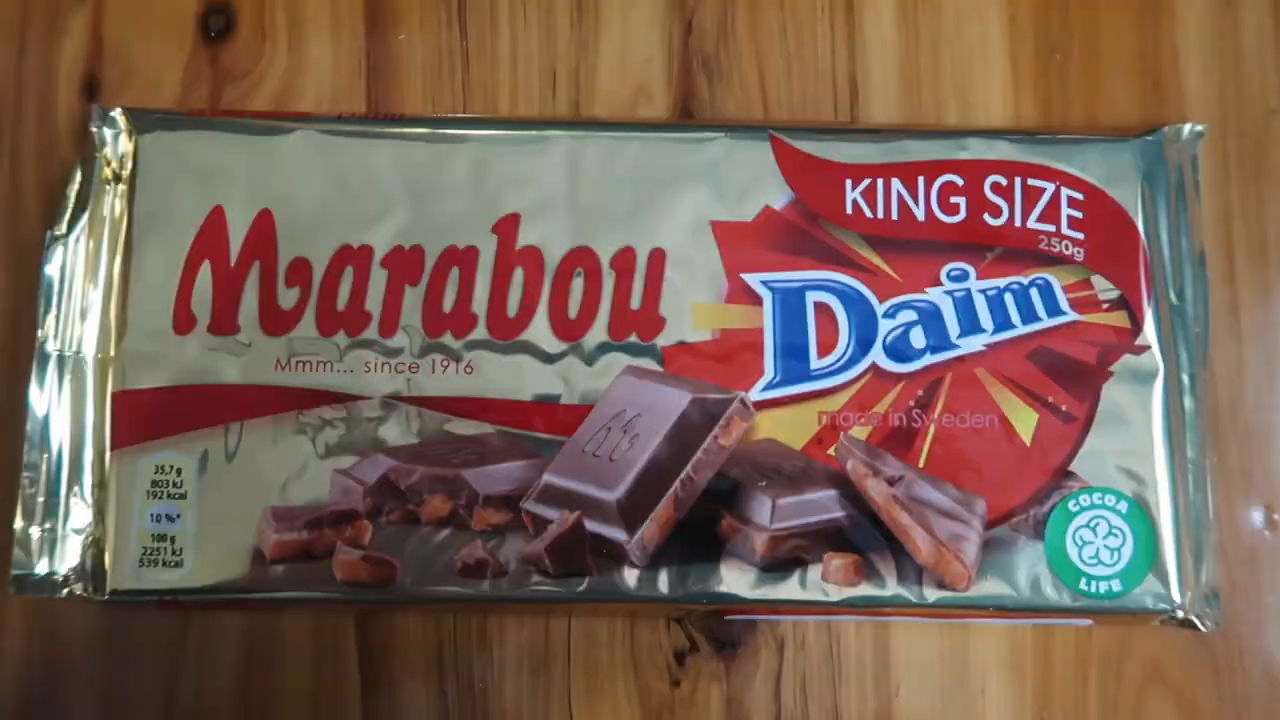 Marabou
Mmm... since 1916
KING SIZE
250g
Daim
made in Sweden
35,7 g
803 kJ
192 kcal
10 %*
100 g
2251 kJ
539 kcal
COCOA
LIFE